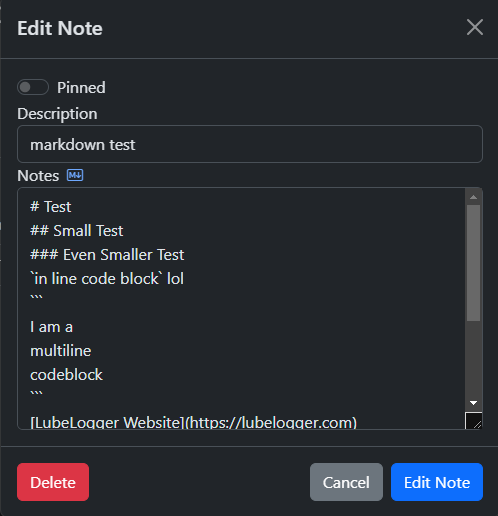 Edit Note
Pinned
Description
markdown test
Notes
# Test
## Small Test
### Even Smaller Test
`in line code block` lol
```
I am a
multiline
codeblock
```
[LubeLogger Website](https://lubelogger.com)
Delete
Cancel
Edit Note